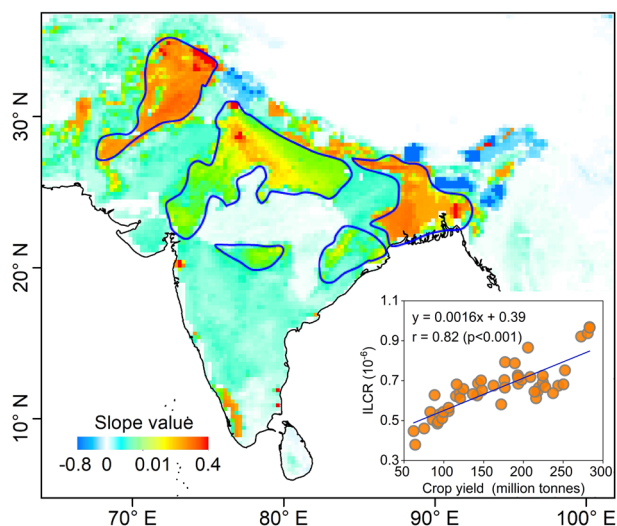 30° N
20° N
10° N
Slope value
-0.8 0 0.01 0.4
70° E 80° E 90° E 100° E
1.1
0.9
0.7
0.5
0.3
ILCR (10⁻⁶)
y = 0.0016x + 0.39
r = 0.82 (p<0.001)
50 100 150 200 250 300
Crop yield (million tonnes)